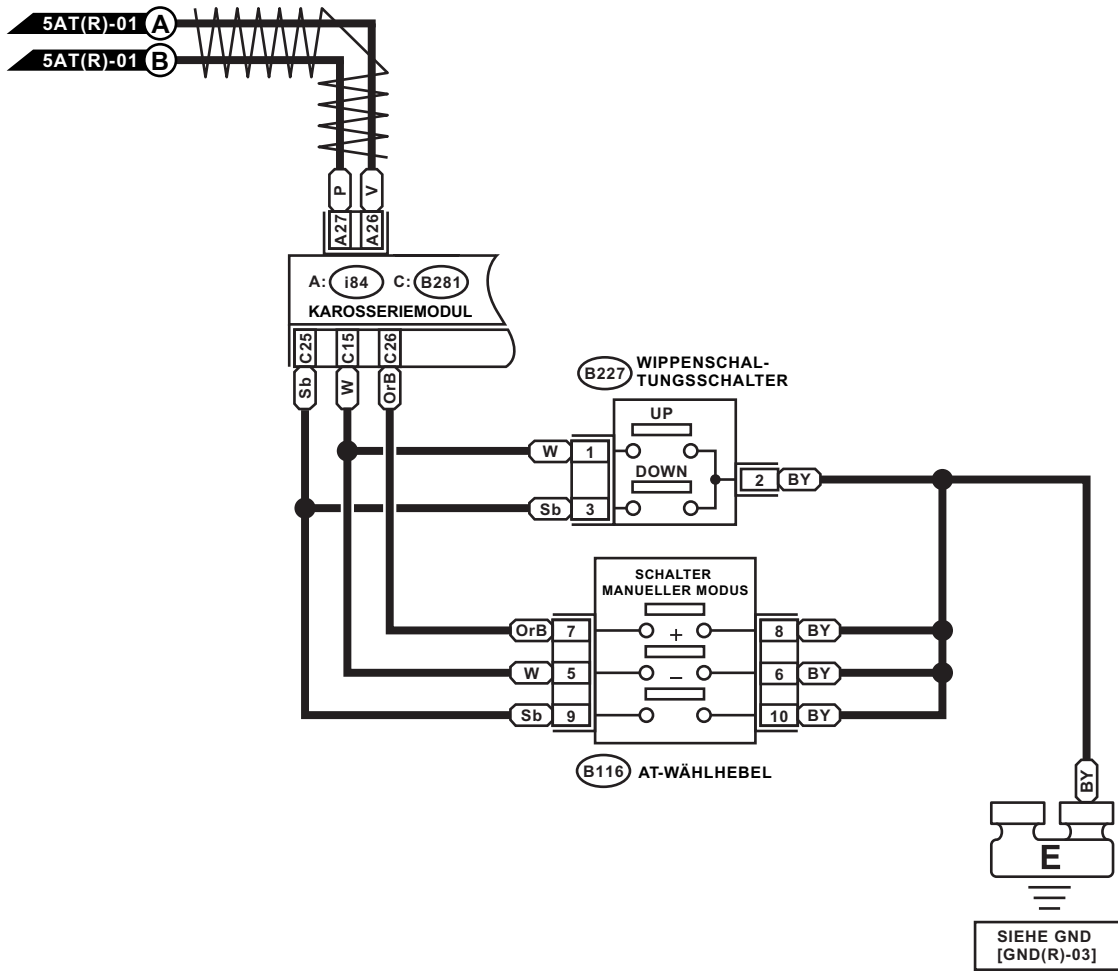 5AT(R)-01 A
5AT(R)-01 B
P
V
A27
A26
A: i84 C: B281
KAROSSERIEMODUL
C25
C15
C26
Sb
W
OrB
B227
WIPPENSCHAL-
TUNGSSCHALTER
UP
W 1
DOWN
2 BY
Sb 3
SCHALTER
MANUELLER MODUS
OrB 7 + 8 BY
W 5 – 6 BY
Sb 9 10 BY
B116 AT-WÄHLHEBEL
BY
E
SIEHE GND
[GND(R)-03]